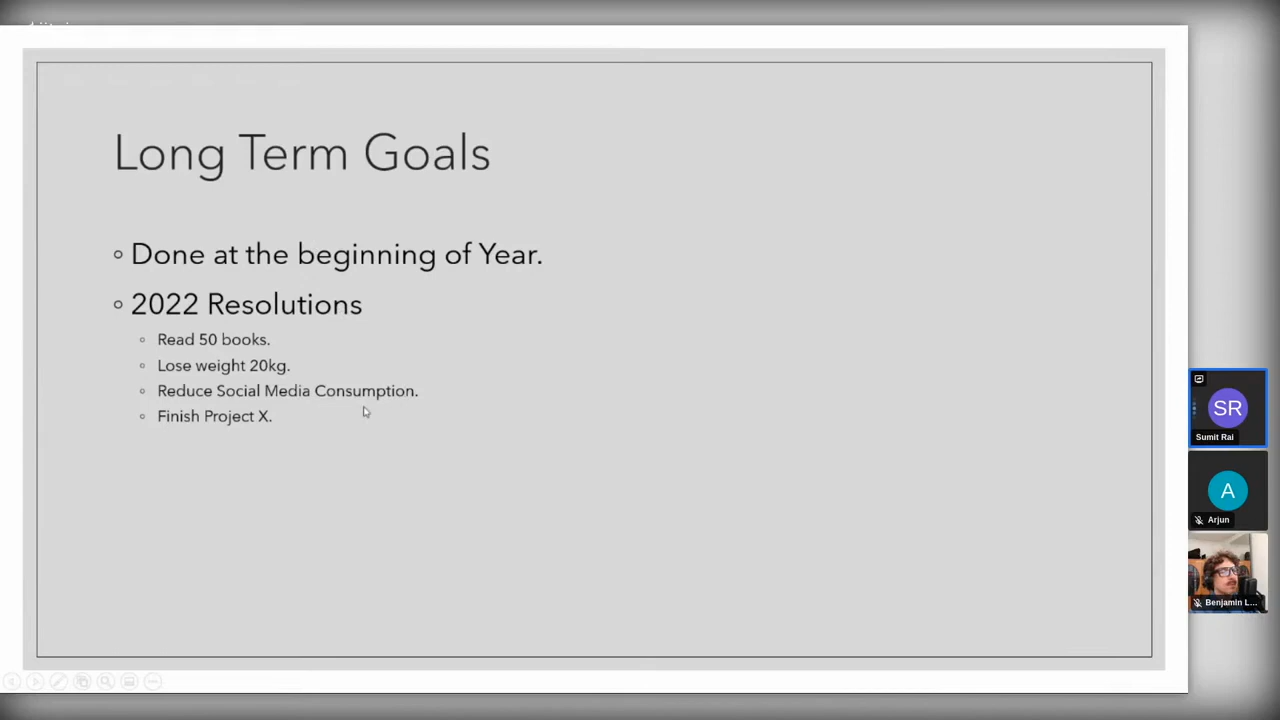 Long Term Goals
Done at the beginning of Year.
2022 Resolutions
Read 50 books.
Lose weight 20kg.
Reduce Social Media Consumption.
Finish Project X.
SR
Sumit Rai
A
Arjun
Benjamin L...